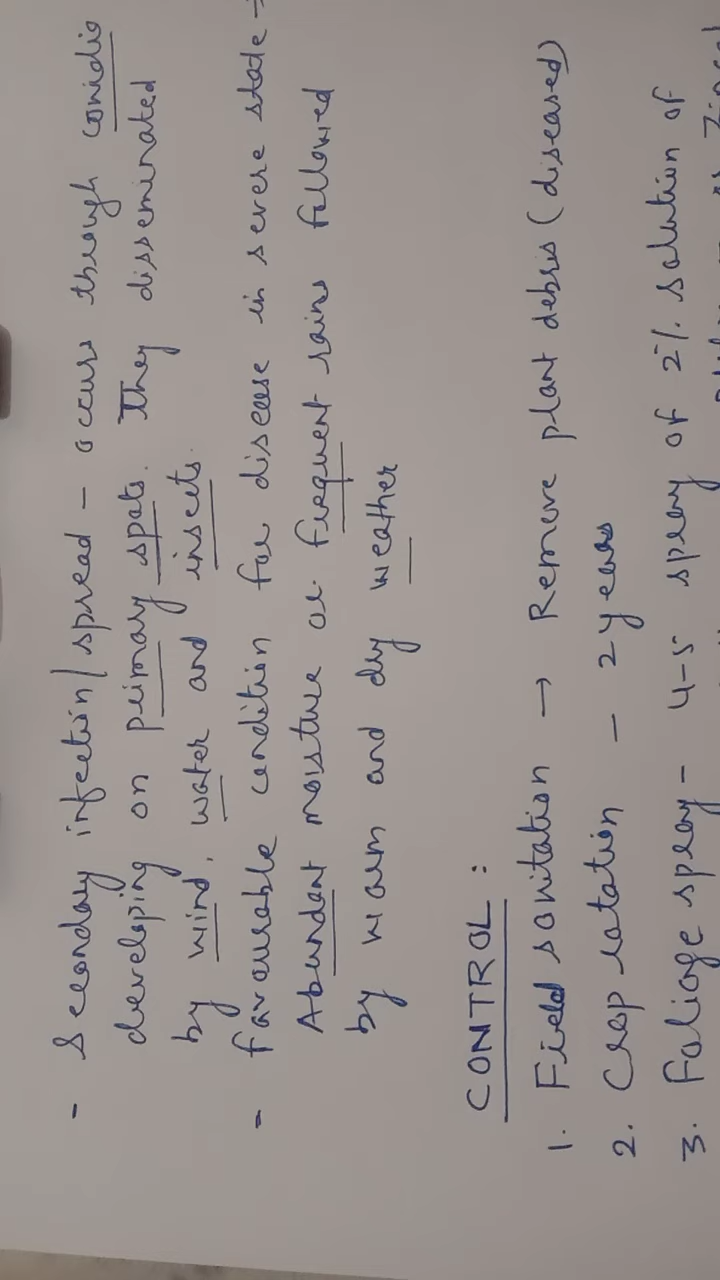 - Secondary infection/spread - occurs through conidia
developing on primary spots. They disseminated
by wind, water and insects.
- favourable condition for disease in severe state →
Abundant moisture or frequent rains followed
by warm and dry weather
CONTROL :
1. Field sanitation → Remove plant debris (diseased)
2. Crop rotation - 2 years
3. Foliage spray - 4-5 spray of 2% solution of